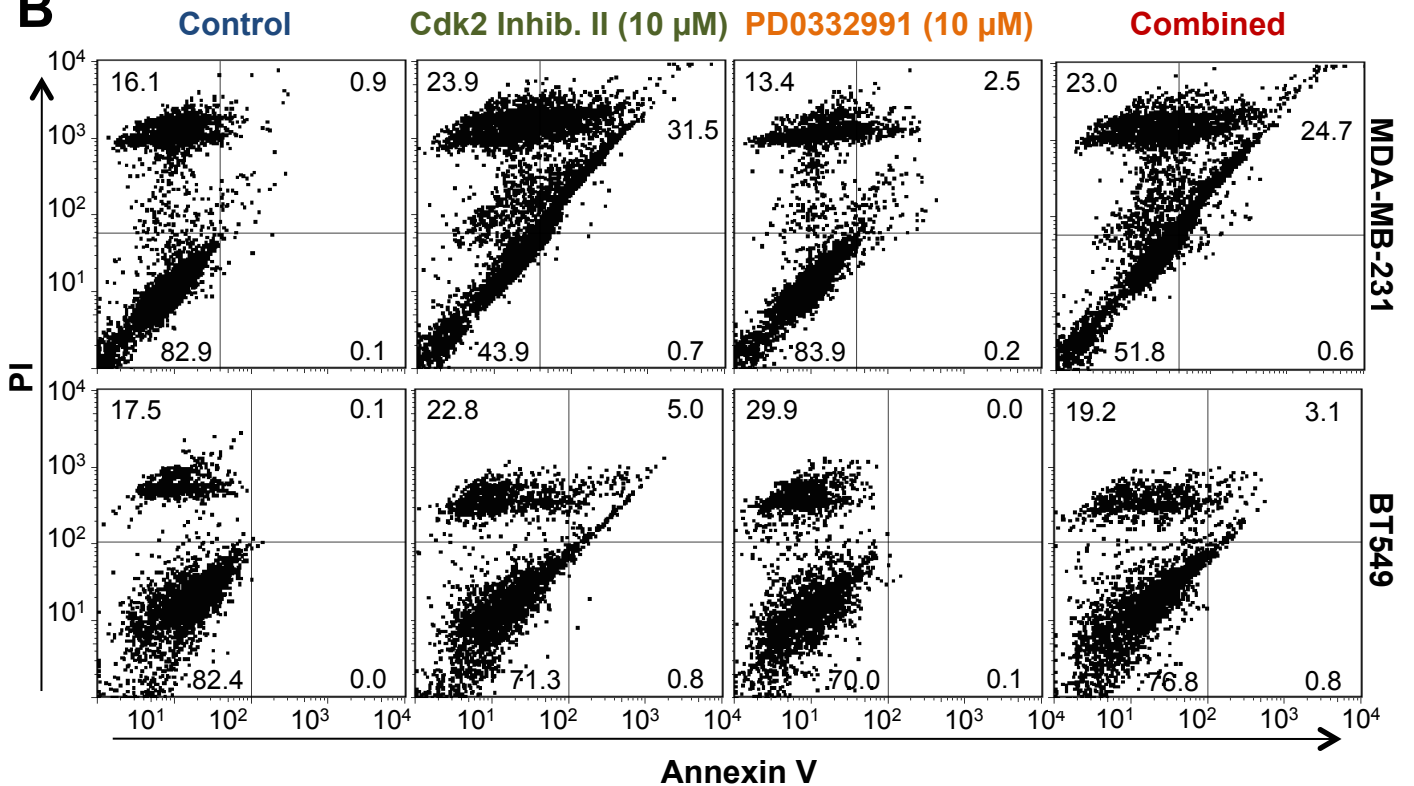 B
Control Cdk2 Inhib. II (10 µM) PD0332991 (10 µM) Combined
10⁴ 16.1 0.9 23.9 13.4 2.5 23.0
10³ 31.5 24.7
10²
10¹
82.9 0.1 43.9 0.7 83.9 0.2 51.8 0.6
MDA-MB-231
PI
10⁴ 17.5 0.1 22.8 5.0 29.9 0.0 19.2 3.1
10³
10²
10¹
82.4 0.0 71.3 0.8 70.0 0.1 76.8 0.8
BT549
10¹ 10² 10³ 10⁴ 10¹ 10² 10³ 10⁴ 10¹ 10² 10³ 10⁴ 10¹ 10² 10³ 10⁴
Annexin V